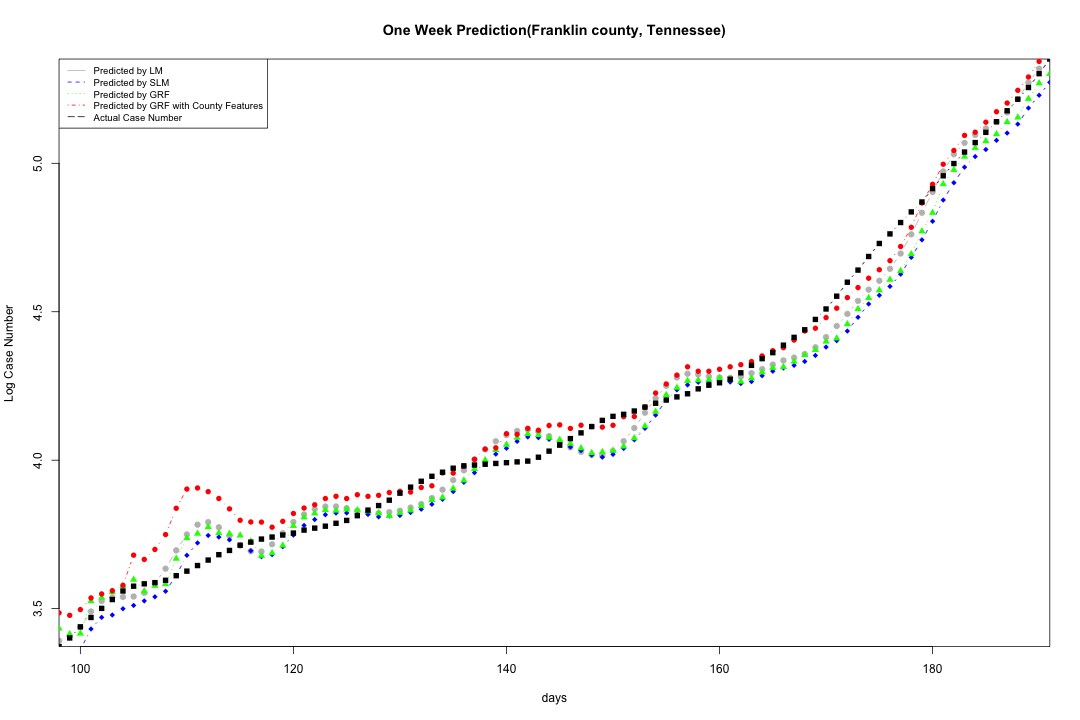 One Week Prediction(Franklin county, Tennessee)
Predicted by LM
Predicted by SLM
Predicted by GRF
Predicted by GRF with County Features
Actual Case Number
5.0
4.5
4.0
3.5
Log Case Number
100 120 140 160 180
days